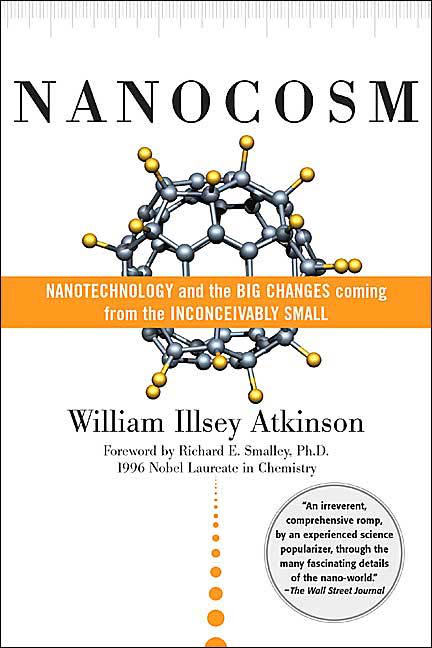 NANOCOSM
NANOTECHNOLOGY and the BIG CHANGES coming
from the INCONCEIVABLY SMALL
William Illsey Atkinson
Foreword by Richard E. Smalley, Ph.D.
1996 Nobel Laureate in Chemistry
“An irreverent,
comprehensive romp,
by an experienced science
popularizer, through the
many fascinating details
of the nano-world.”
–The Wall Street Journal